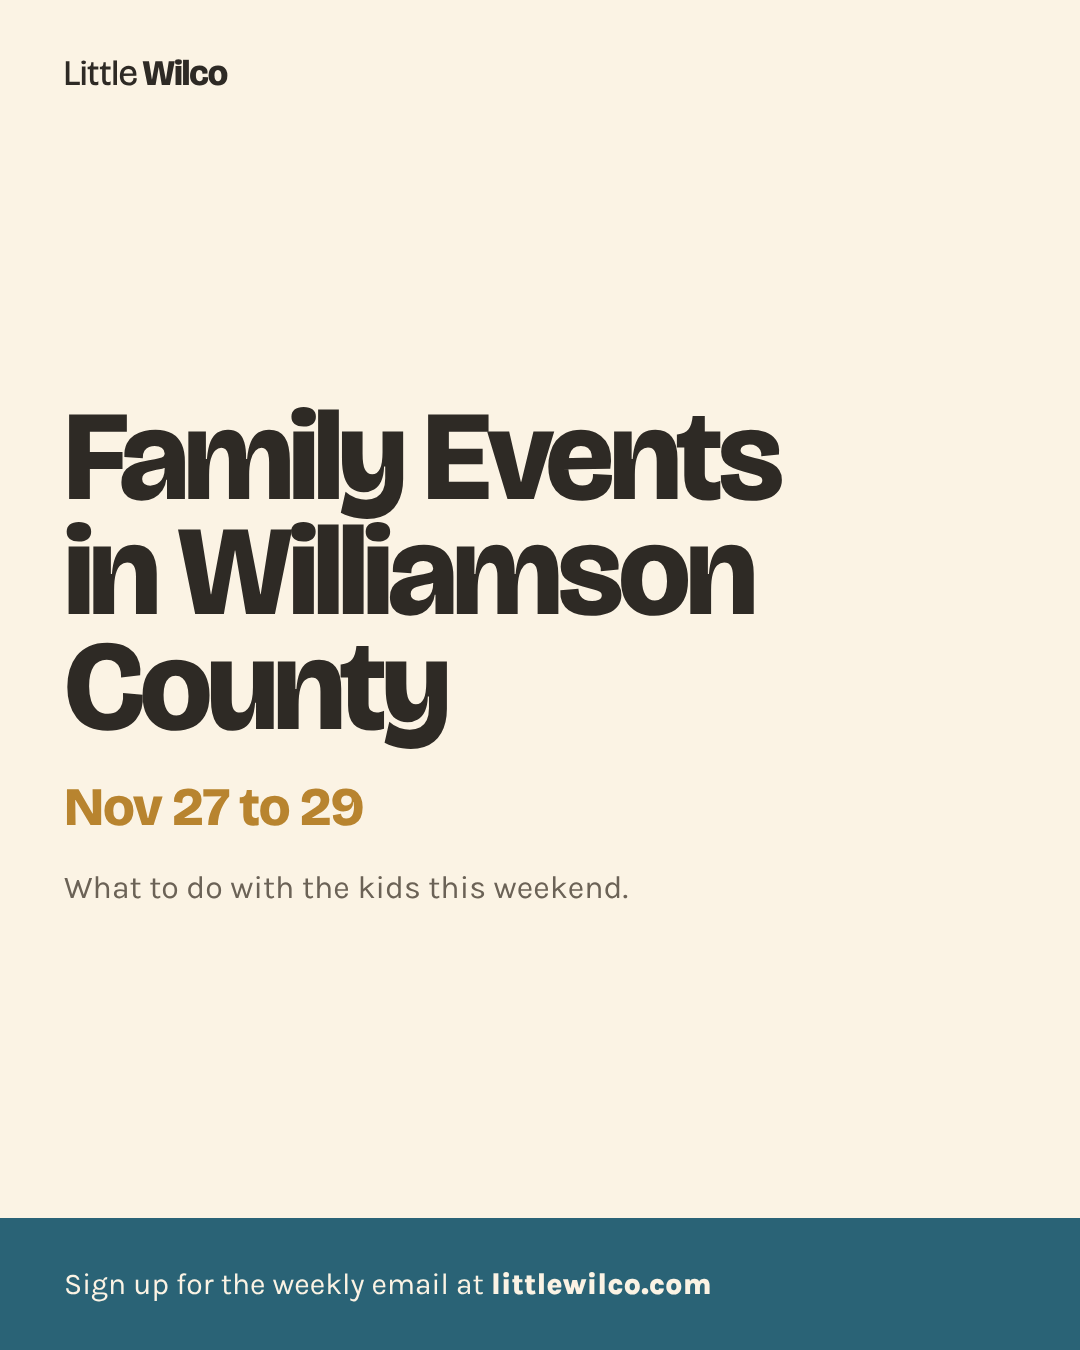 Little Wilco
Family Events
in Williamson
County
Nov 27 to 29
What to do with the kids this weekend.
Sign up for the weekly email at littlewilco.com